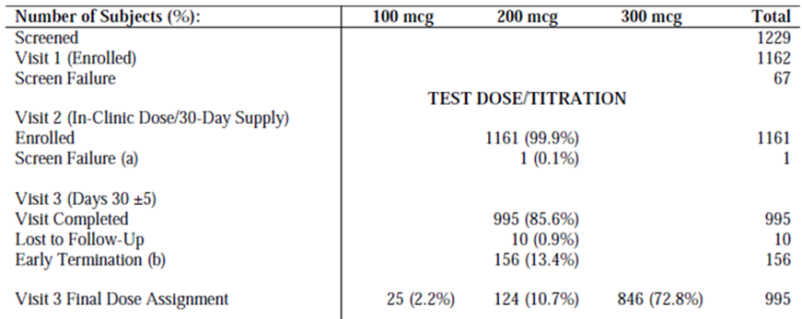 Number of Subjects (%): 100 mcg 200 mcg 300 mcg Total
Screened 1229
Visit 1 (Enrolled) 1162
Screen Failure 67
TEST DOSE/TITRATION
Visit 2 (In-Clinic Dose/30-Day Supply)
Enrolled 1161 (99.9%) 1161
Screen Failure (a) 1 (0.1%) 1
Visit 3 (Days 30 ±5)
Visit Completed 995 (85.6%) 995
Lost to Follow-Up 10 (0.9%) 10
Early Termination (b) 156 (13.4%) 156
Visit 3 Final Dose Assignment 25 (2.2%) 124 (10.7%) 846 (72.8%) 995